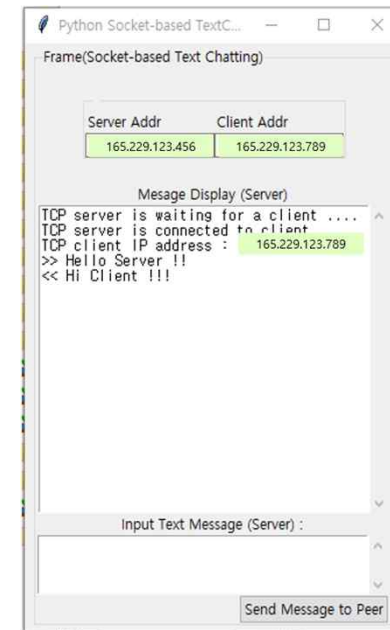 Python Socket-based TextC...
Frame(Socket-based Text Chatting)
Server Addr Client Addr
165.229.123.456 165.229.123.789
Mesage Display (Server)
TCP server is waiting for a client ....
TCP server is connected to client
TCP client IP address : 165.229.123.789
>> Hello Server !!
<< Hi Client !!!
Input Text Message (Server) :
Send Message to Peer